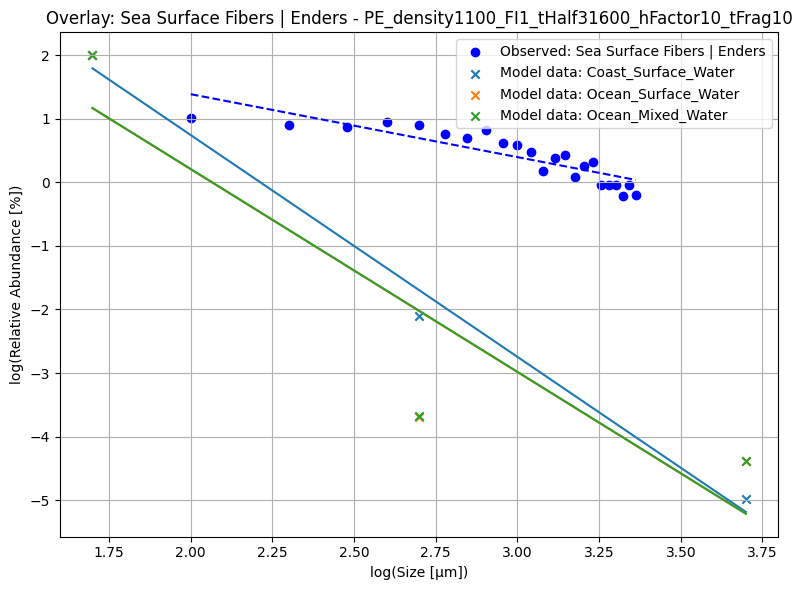 Overlay: Sea Surface Fibers | Enders - PE_density1100_FI1_tHalf31600_hFactor10_tFrag10
Observed: Sea Surface Fibers | Enders
Model data: Coast_Surface_Water
Model data: Ocean_Surface_Water
Model data: Ocean_Mixed_Water
log(Relative Abundance [%])
2
1
0
−1
−2
−3
−4
−5
1.75 2.00 2.25 2.50 2.75 3.00 3.25 3.50 3.75
log(Size [μm])